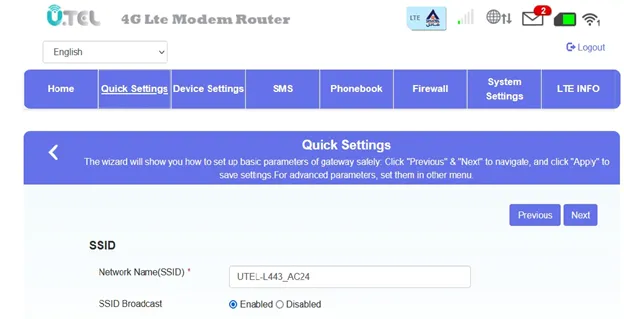 U.TEL 4G Lte Modem Router
LTE
2
1
English
Logout
Home Quick Settings Device Settings SMS Phonebook Firewall System Settings LTE INFO
Quick Settings
The wizard will show you how to set up basic parameters of gateway safely: Click "Previous" & "Next" to navigate, and click "Apply" to
save settings.For advanced parameters, set them in other menu.
Previous Next
SSID
Network Name(SSID) * UTEL-L443_AC24
SSID Broadcast Enabled Disabled